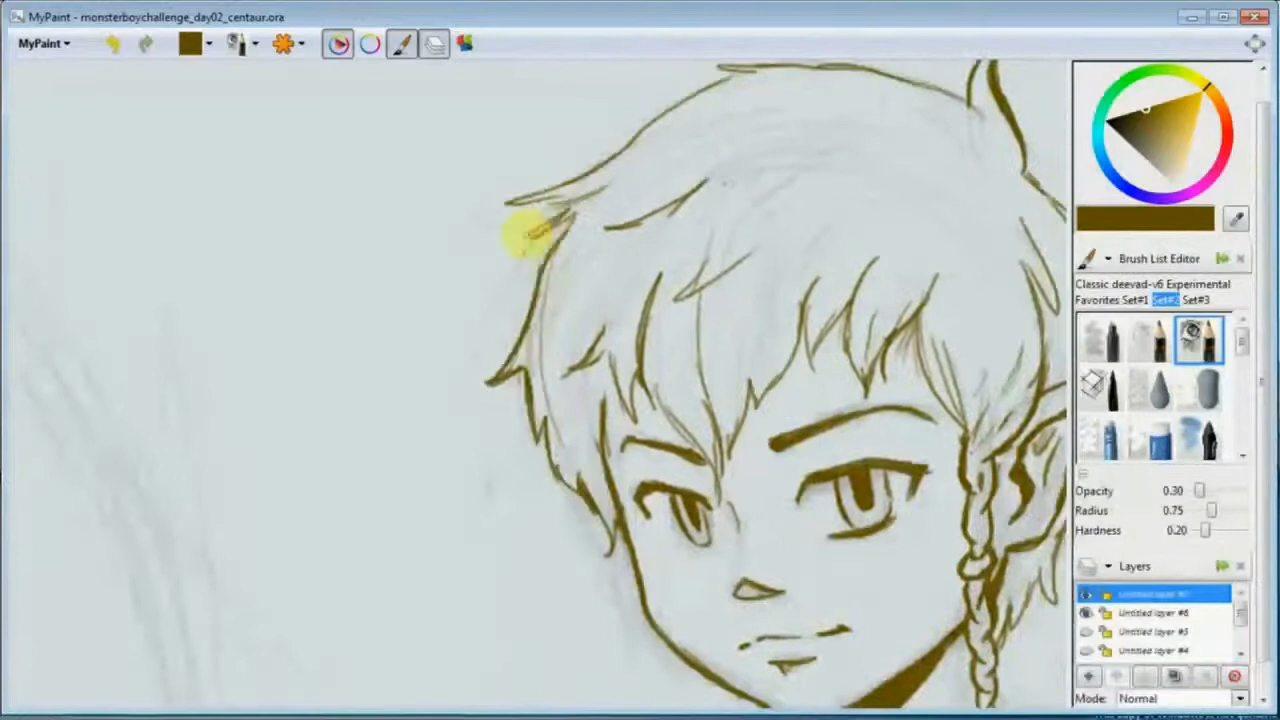 MyPaint - monsterboychallenge_day02_centaur.ora
MyPaint
Brush List Editor
Classic deevad-v6 Experimental
Favorites Set#1 Set#2 Set#3
Opacity 0.30
Radius 0.75
Hardness 0.20
Layers
Untitled layer #7
Untitled layer #6
Untitled layer #5
Untitled layer #4
Mode: Normal